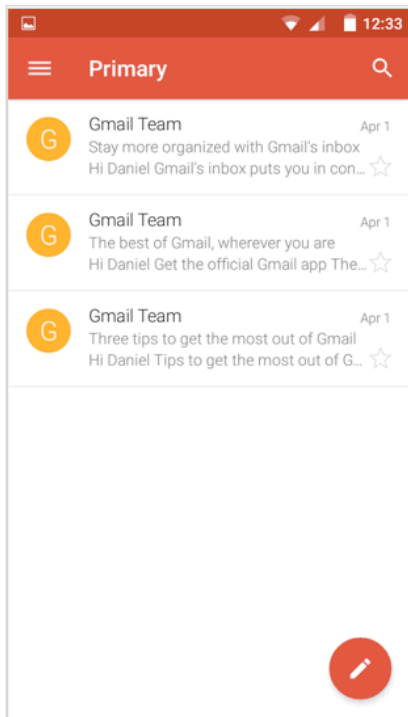 12:33
Primary
Gmail Team Apr 1
Stay more organized with Gmail's inbox
Hi Daniel Gmail's inbox puts you in con...
G
Gmail Team Apr 1
The best of Gmail, wherever you are
Hi Daniel Get the official Gmail app The...
G
Gmail Team Apr 1
Three tips to get the most out of Gmail
Hi Daniel Tips to get the most out of G...
G